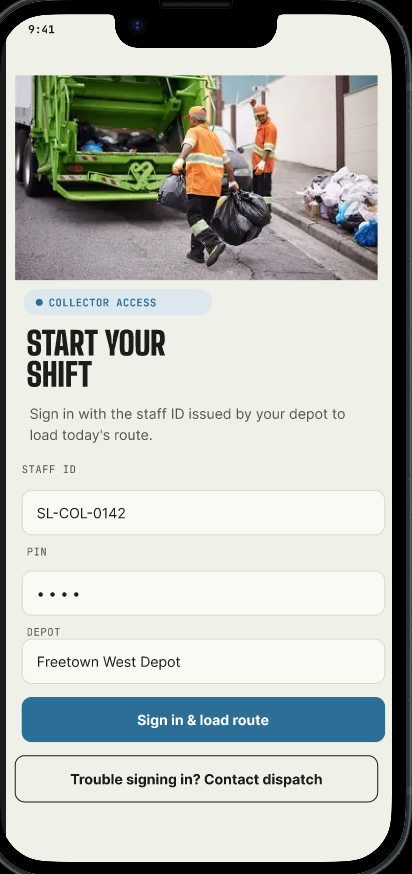 9:41
COLLECTOR ACCESS
START YOUR
SHIFT
Sign in with the staff ID issued by your depot to
load today's route.
STAFF ID
SL-COL-0142
PIN
••••
DEPOT
Freetown West Depot
Sign in & load route
Trouble signing in? Contact dispatch